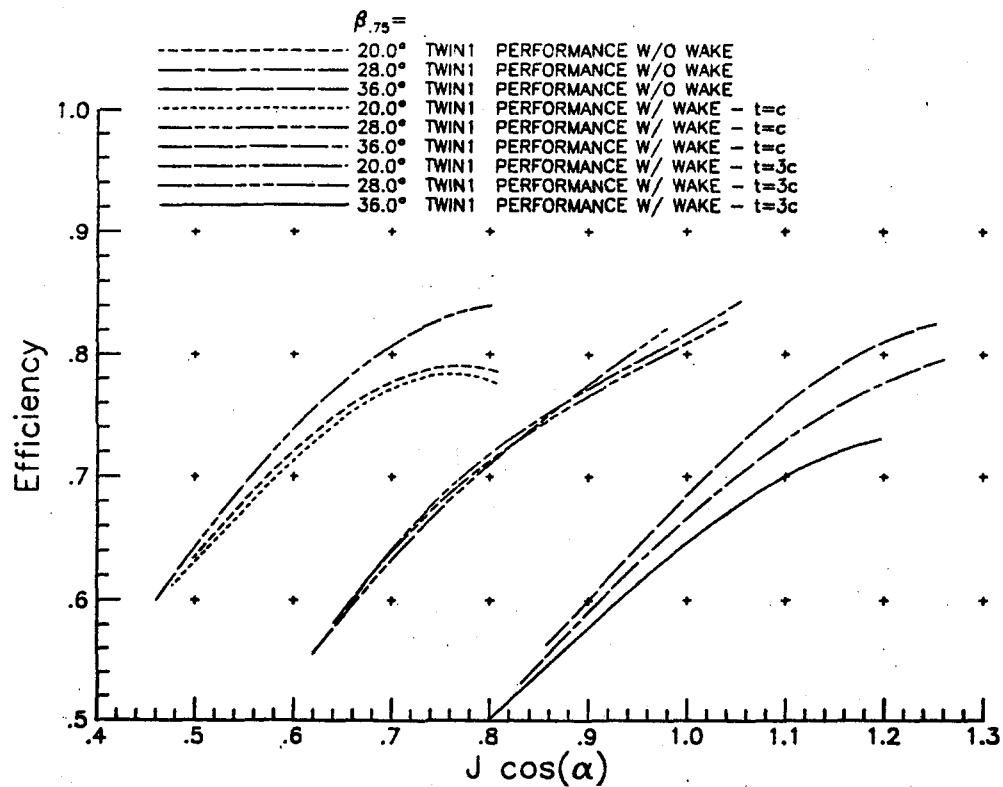 β.75=
20.0° TWIN1 PERFORMANCE W/O WAKE
28.0° TWIN1 PERFORMANCE W/O WAKE
36.0° TWIN1 PERFORMANCE W/O WAKE
20.0° TWIN1 PERFORMANCE W/ WAKE - t=c
28.0° TWIN1 PERFORMANCE W/ WAKE - t=c
36.0° TWIN1 PERFORMANCE W/ WAKE - t=c
20.0° TWIN1 PERFORMANCE W/ WAKE - t=3c
28.0° TWIN1 PERFORMANCE W/ WAKE - t=3c
36.0° TWIN1 PERFORMANCE W/ WAKE - t=3c
1.0
.9
.8
.7
.6
.5
Efficiency
.4 .5 .6 .7 .8 .9 1.0 1.1 1.2 1.3
J cos(α)